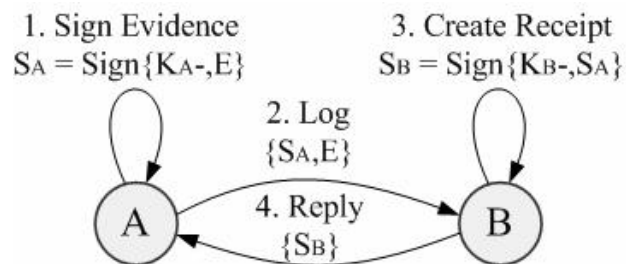 1. Sign Evidence
SA = Sign{KA-,E}
3. Create Receipt
SB = Sign{KB-,SA}
2. Log
{SA,E}
A
4. Reply
{SB}
B